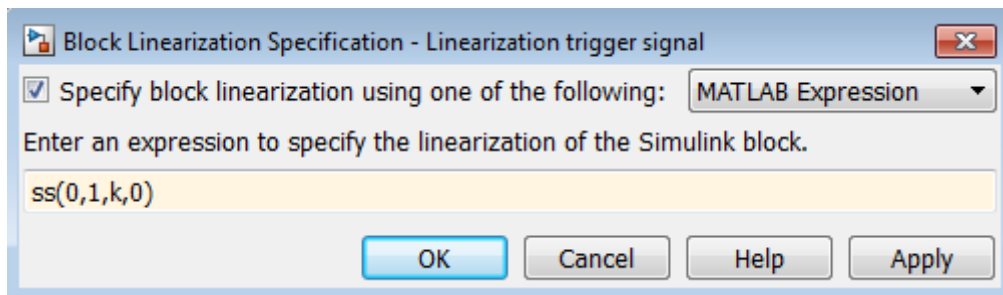 Block Linearization Specification - Linearization trigger signal
Specify block linearization using one of the following: MATLAB Expression
Enter an expression to specify the linearization of the Simulink block.
ss(0,1,k,0)
OK Cancel Help Apply